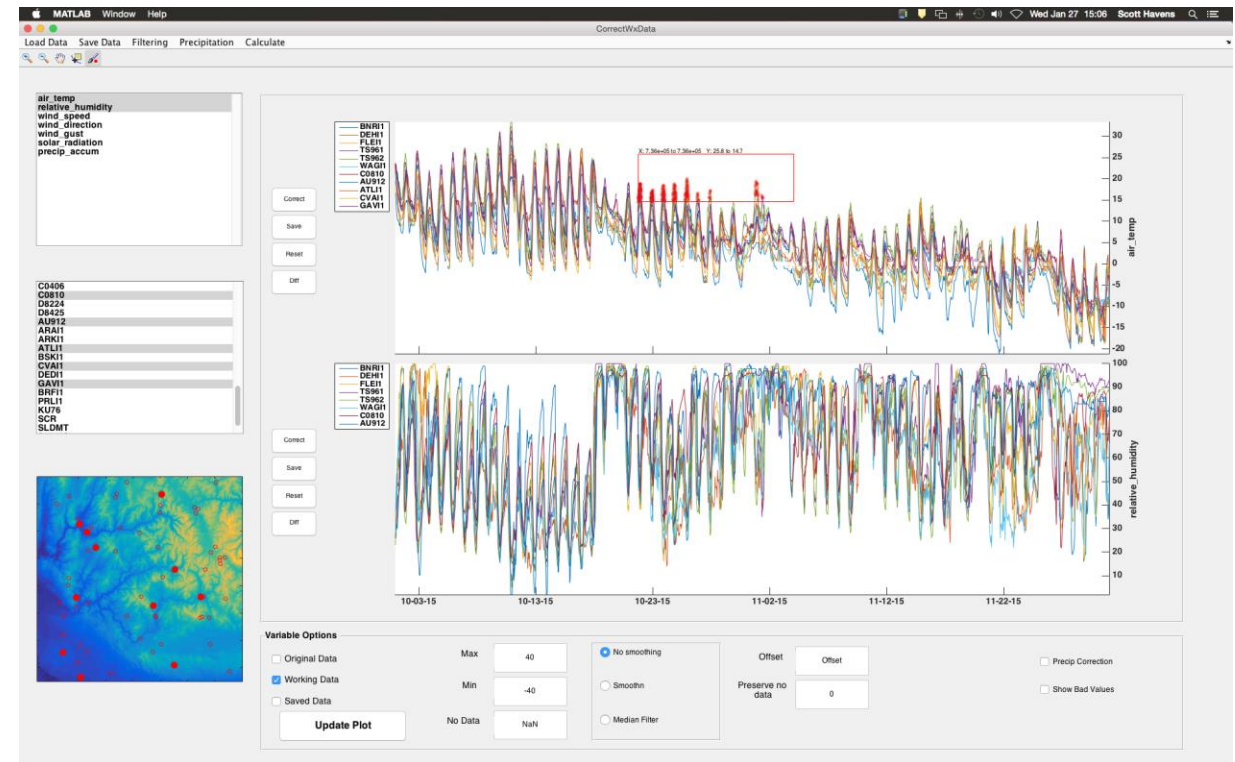 MATLAB Window Help
Wed Jan 27 15:06 Scott Havens
CorrectWxData
Load Data Save Data Filtering Precipitation Calculate
air_temp
relative_humidity
wind_speed
wind_direction
wind_gust
solar_radiation
precip_accum
C0406
C0810
D8224
D8425
AU912
ARAI1
ARKI1
ATLI1
BSKI1
CVAI1
DEDI1
GAVI1
BRFI1
PRLI1
KU76
SCR
SLDMT
Correct
Save
Reset
Diff
BNRI1
DEHI1
FLEI1
TS961
TS962
WAGI1
C0810
AU912
ATLI1
CVAI1
GAVI1
X: 7.36e+05 to 7.36e+05 Y: 25.8 to 14.7
30
25
20
15
10
5
0
-5
-10
-15
-20
air_temp
Correct
Save
Reset
Diff
BNRI1
DEHI1
FLEI1
TS961
TS962
WAGI1
C0810
AU912
100
90
80
70
60
50
40
30
20
10
relative_humidity
10-03-15 10-13-15 10-23-15 11-02-15 11-12-15 11-22-15
Variable Options
Original Data
Working Data
Saved Data
Update Plot
Max 40
Min -40
No Data NaN
No smoothing
Smoothn
Median Filter
Offset Offset
Preserve no
data 0
Precip Correction
Show Bad Values